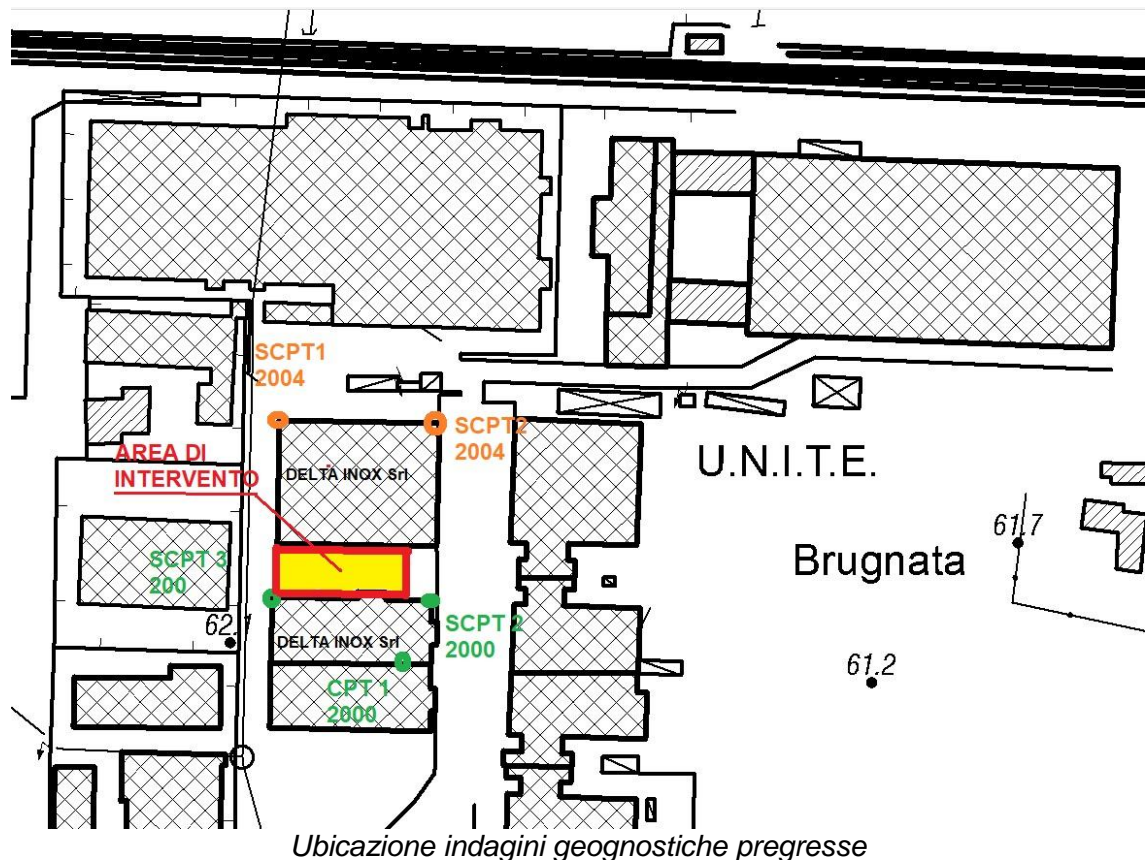 SCPT1
2004
SCPT2
2004
AREA DI
INTERVENTO
DELTA INOX Srl
U.N.I.T.E.
61.7
SCPT 3
200
Brugnata
62.1
DELTA INOX Srl
SCPT 2
2000
61.2
CPT 1
2000
Ubicazione indagini geognostiche pregresse